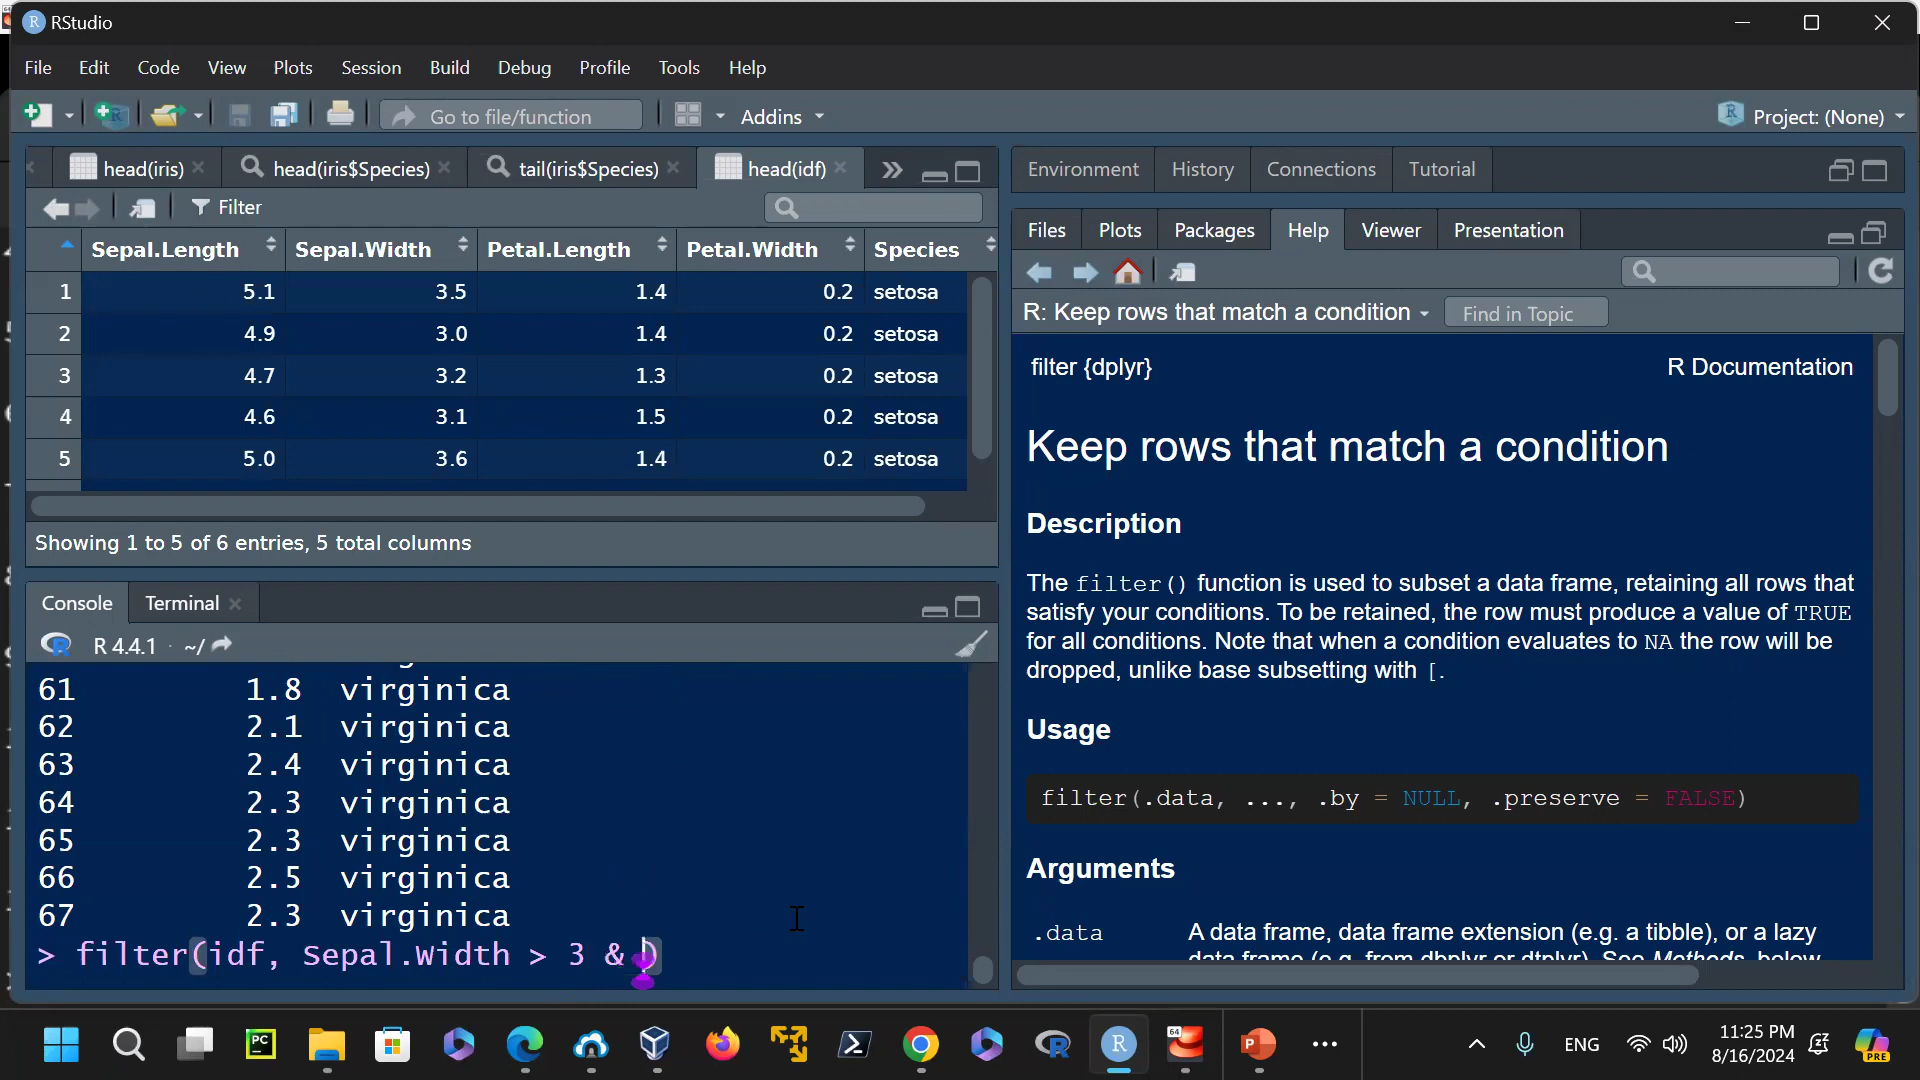 RStudio
File Edit Code View Plots Session Build Debug Profile Tools Help
Go to file/function Addins Project: (None)
head(iris) head(iris$Species) tail(iris$Species) head(idf)
Filter
Sepal.Length Sepal.Width Petal.Length Petal.Width Species
1 5.1 3.5 1.4 0.2 setosa
2 4.9 3.0 1.4 0.2 setosa
3 4.7 3.2 1.3 0.2 setosa
4 4.6 3.1 1.5 0.2 setosa
5 5.0 3.6 1.4 0.2 setosa
Showing 1 to 5 of 6 entries, 5 total columns
Console Terminal
R 4.4.1 · ~/
61 1.8 virginica
62 2.1 virginica
63 2.4 virginica
64 2.3 virginica
65 2.3 virginica
66 2.5 virginica
67 2.3 virginica
> filter(idf, Sepal.Width > 3 & )
Environment History Connections Tutorial
Files Plots Packages Help Viewer Presentation
R: Keep rows that match a condition Find in Topic
filter {dplyr} R Documentation
Keep rows that match a condition
Description
The filter() function is used to subset a data frame, retaining all rows that
satisfy your conditions. To be retained, the row must produce a value of TRUE
for all conditions. Note that when a condition evaluates to NA the row will be
dropped, unlike base subsetting with [.
Usage
filter(.data, ..., .by = NULL, .preserve = FALSE)
Arguments
.data A data frame, data frame extension (e.g. a tibble), or a lazy
data frame (e.g. from dbplyr or dtplyr). See Methods, below
PC 64 PRE
ENG 11:25 PM
8/16/2024